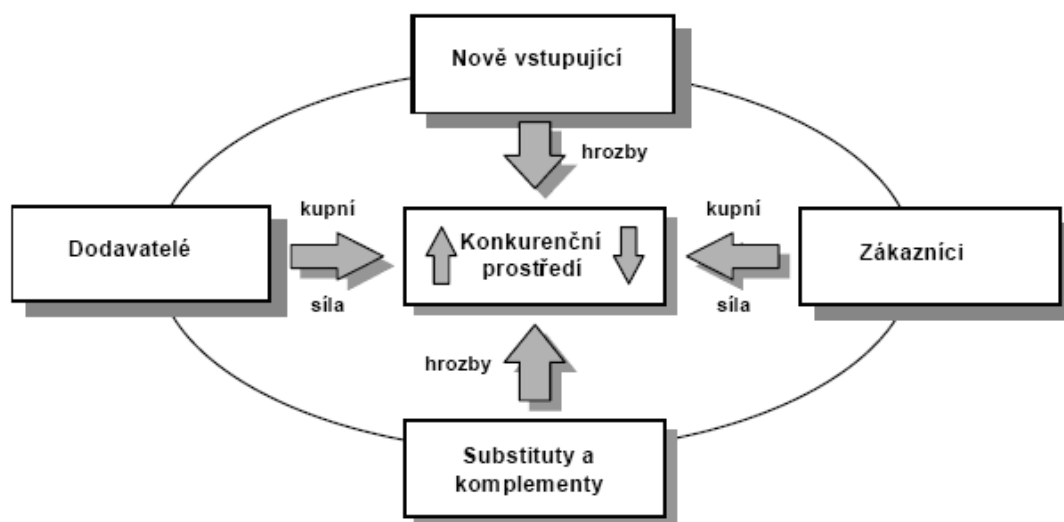 Nově vstupující
hrozby
kupní
kupní
Dodavatelé
Konkurenční
prostředí
Zákazníci
síla
síla
hrozby
Substituty a
komplementy